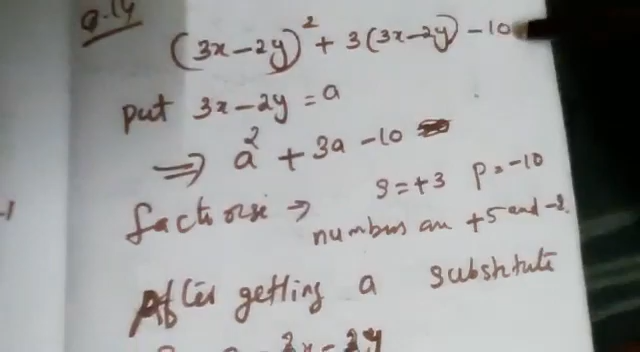 Q.14
(3x-2y)² + 3(3x-2y) -10
put 3x-2y = a
⇒ a² + 3a -10
s = +3 p = -10
factorise →
numbers are +5 and -2.
-1
After getting a substitute
a = 3x - 2y